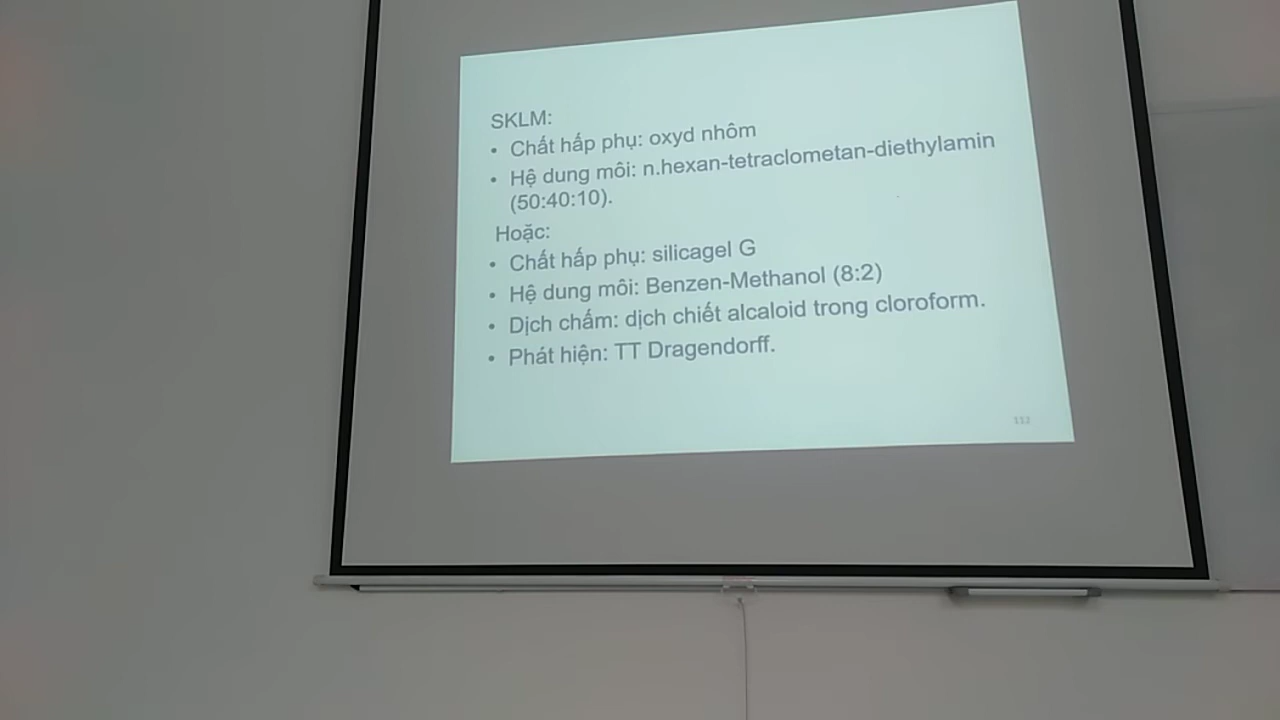 SKLM:
• Chất hấp phụ: oxyd nhôm
• Hệ dung môi: n.hexan-tetraclometan-diethylamin
(50:40:10).
Hoặc:
• Chất hấp phụ: silicagel G
• Hệ dung môi: Benzen-Methanol (8:2)
• Dịch chấm: dịch chiết alcaloid trong cloroform.
• Phát hiện: TT Dragendorff.